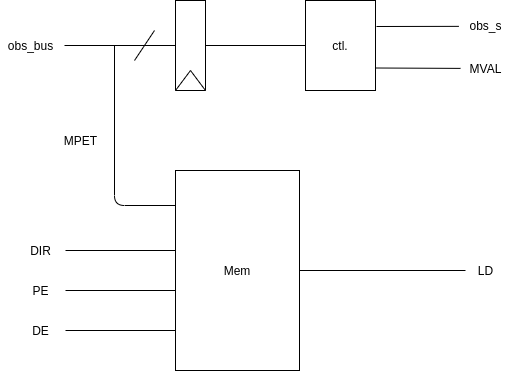 obs_bus
ctl.
obs_s
MVAL
MPET
DIR
PE
DE
Mem
LD